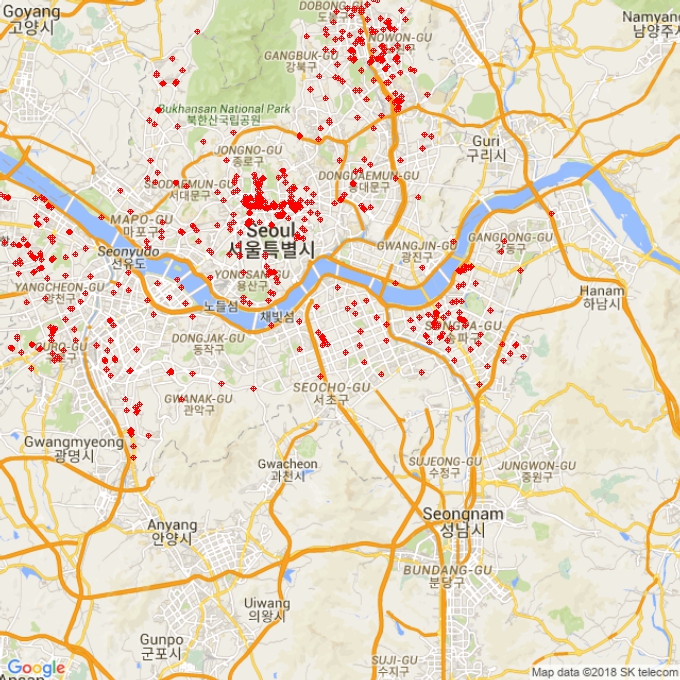 Goyang
고양시
DOBONG-GU
도봉구
NOWON-GU
Namyang
남양주시
GANGBUK-GU
강북구
Bukhansan National Park
북한산국립공원
JONGNO-GU
종로구
Guri
구리시
DONGDAEMUN-GU
동대문구
SEODAEMUN-GU
서대문구
MAPO-GU
마포구
Seoul
서울특별시
GWANGJIN-GU
광진구
GANGDONG-GU
강동구
Seonyudo
선유도
YONGSAN-GU
용산구
YANGCHEON-GU
양천구
Hanam
하남시
노들섬
채빛섬
SONGPA-GU
송파구
DONGJAK-GU
동작구
GURO-GU
SEOCHO-GU
서초구
GWANAK-GU
관악구
Gwangmyeong
광명시
Gwacheon
과천시
SUJEONG-GU
수정구
JUNGWON-GU
중원구
Seongnam
성남시
Anyang
안양시
BUNDANG-GU
분당구
Uiwang
의왕시
Gunpo
군포시
SUJI-GU
수지구
Google
Ansan
Map data ©2018 SK telecom